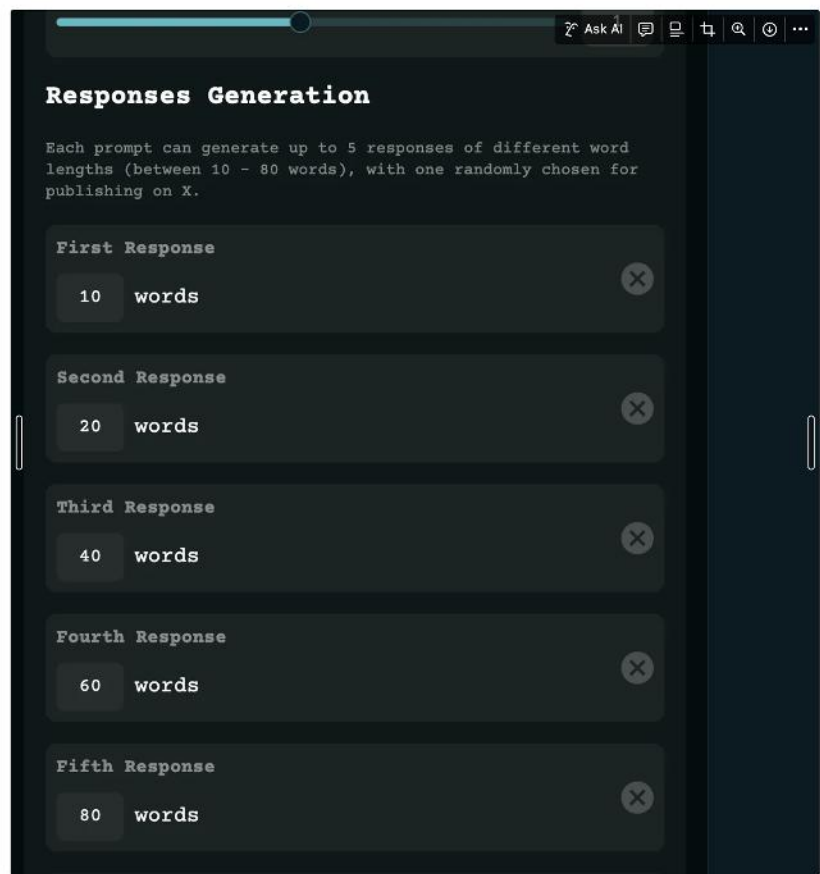 1
Ask AI
Responses Generation
Each prompt can generate up to 5 responses of different word
lengths (between 10 - 80 words), with one randomly chosen for
publishing on X.
First Response
10 words
Second Response
20 words
Third Response
40 words
Fourth Response
60 words
Fifth Response
80 words